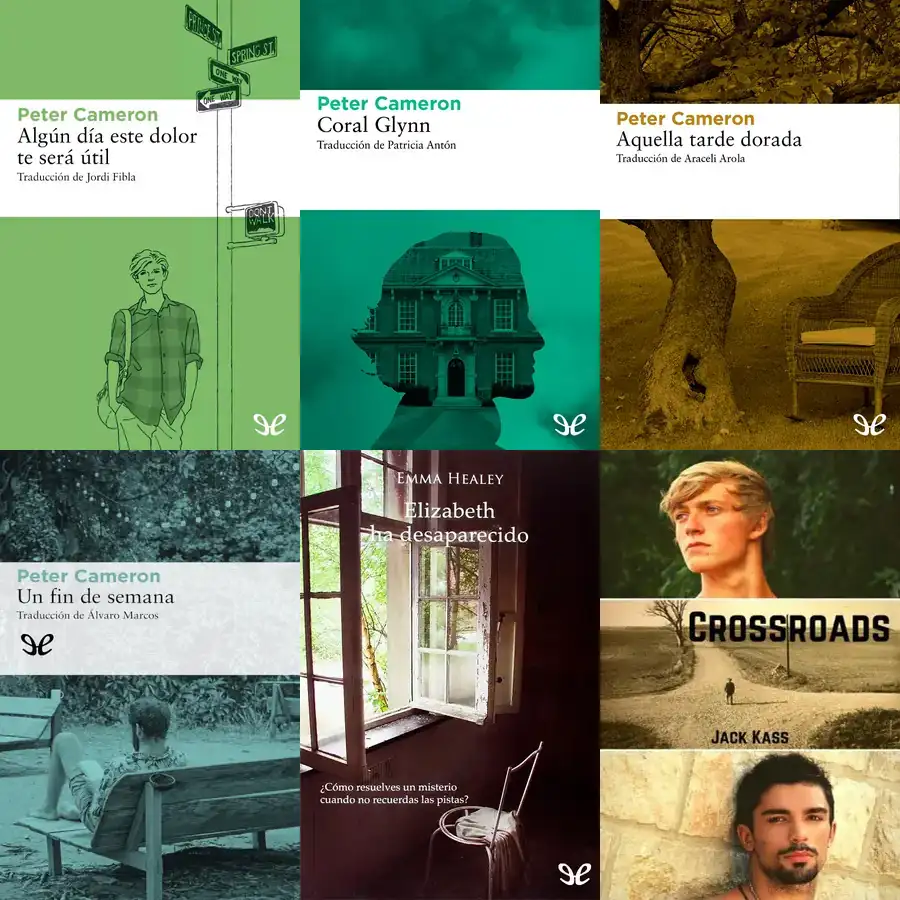 PRINCE ST.
SPRING ST.
ONE WAY
ONE WAY
Peter Cameron
Algún día este dolor
te será útil
Traducción de Jordi Fibla
DONT
WALK
Peter Cameron
Coral Glynn
Traducción de Patricia Antón
Peter Cameron
Aquella tarde dorada
Traducción de Araceli Arola
Peter Cameron
Un fin de semana
Traducción de Álvaro Marcos
Emma Healey
Elizabeth
ha desaparecido
¿Cómo resuelves un misterio
cuando no recuerdas las pistas?
CROSSROADS
JACK KASS